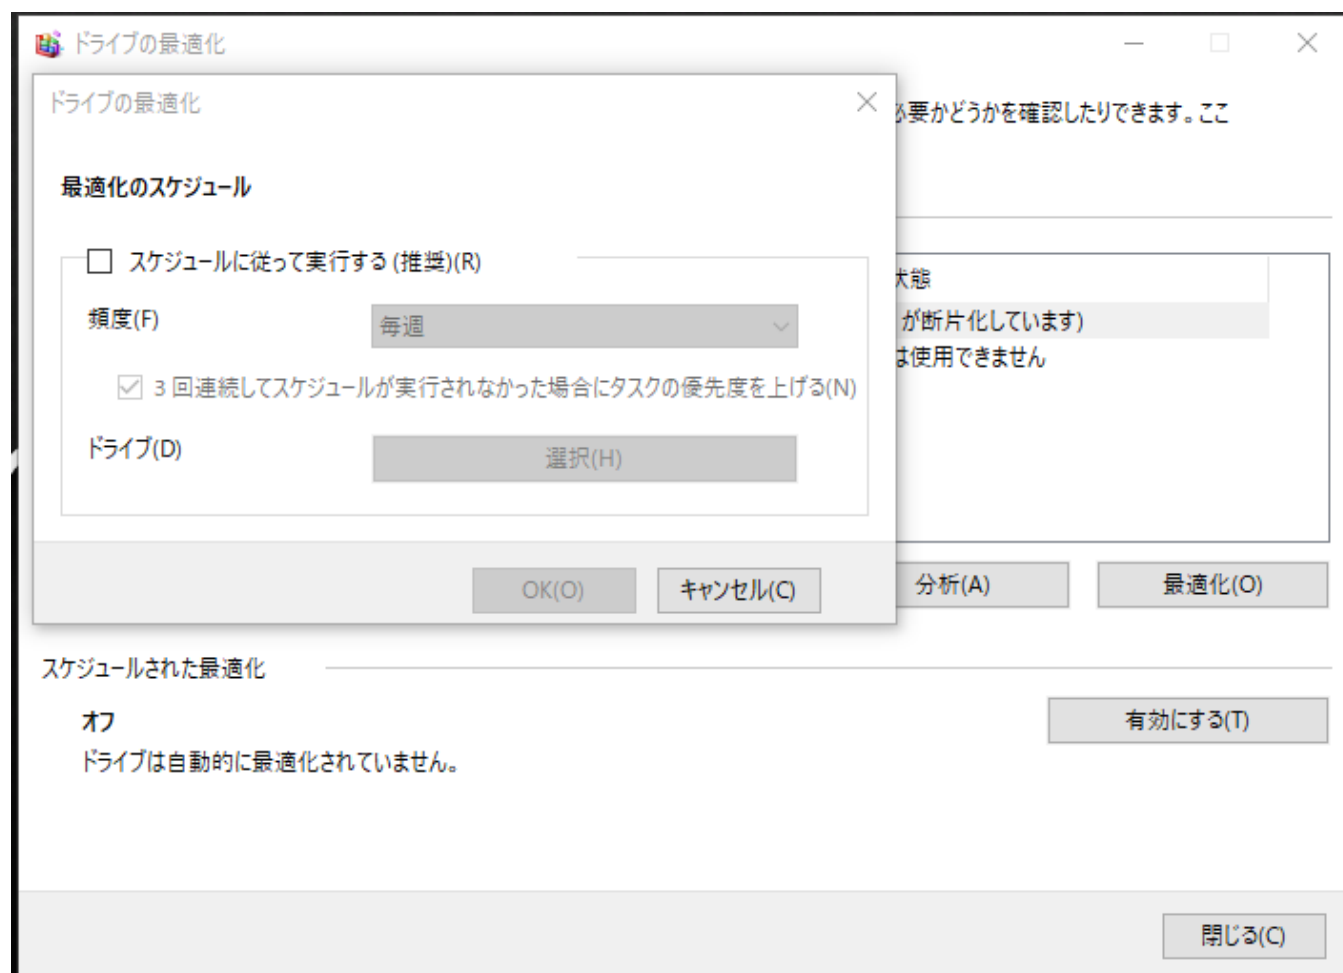 ドライブの最適化
ドライブの最適化
要かどうかを確認したりできます。ここ
最適化のスケジュール
スケジュールに従って実行する (推奨)(R)
頻度(F)
毎週
3 回連続してスケジュールが実行されなかった場合にタスクの優先度を上げる(N)
ドライブ(D)
選択(H)
OK(O)
キャンセル(C)
態
が断片化しています)
は使用できません
分析(A)
最適化(O)
スケジュールされた最適化
オフ
有効にする(T)
ドライブは自動的に最適化されていません。
閉じる(C)